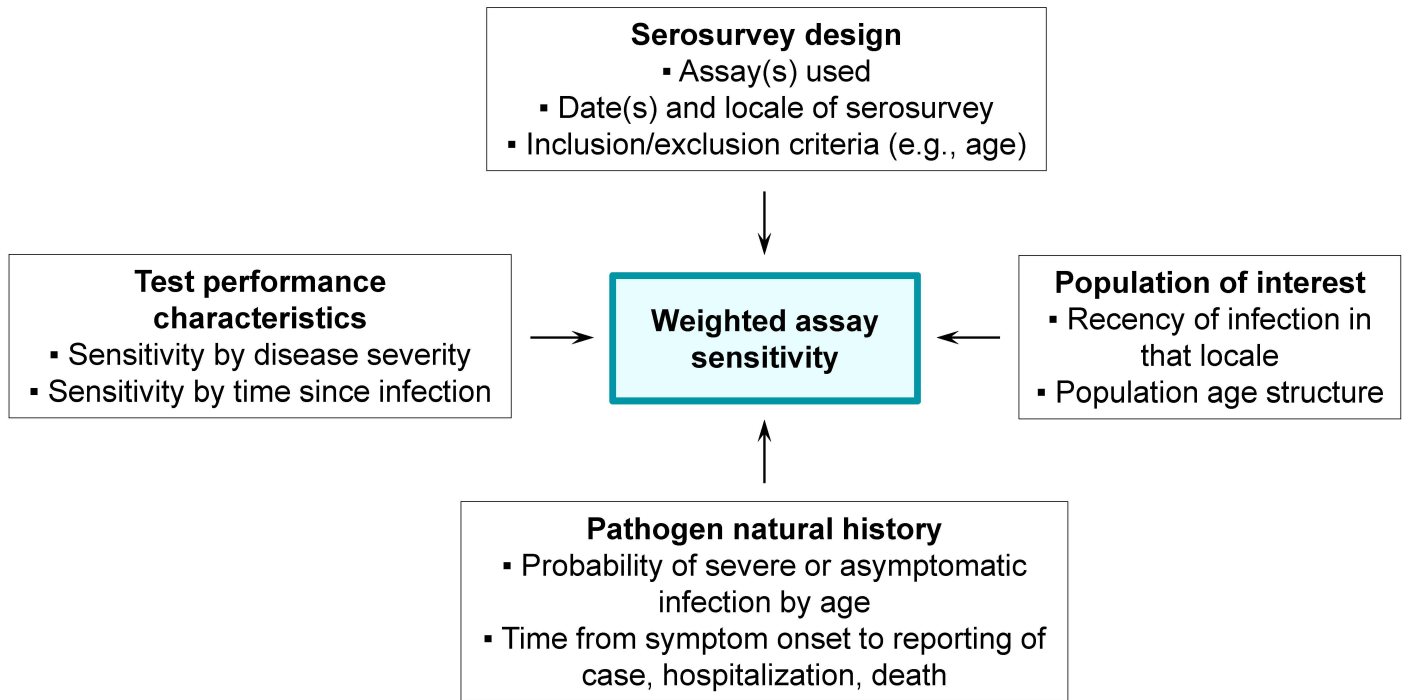 Serosurvey design
▪ Assay(s) used
▪ Date(s) and locale of serosurvey
▪ Inclusion/exclusion criteria (e.g., age)
Test performance
characteristics
▪ Sensitivity by disease severity
▪ Sensitivity by time since infection
Weighted assay
sensitivity
Population of interest
▪ Recency of infection in
that locale
▪ Population age structure
Pathogen natural history
▪ Probability of severe or asymptomatic
infection by age
▪ Time from symptom onset to reporting of
case, hospitalization, death